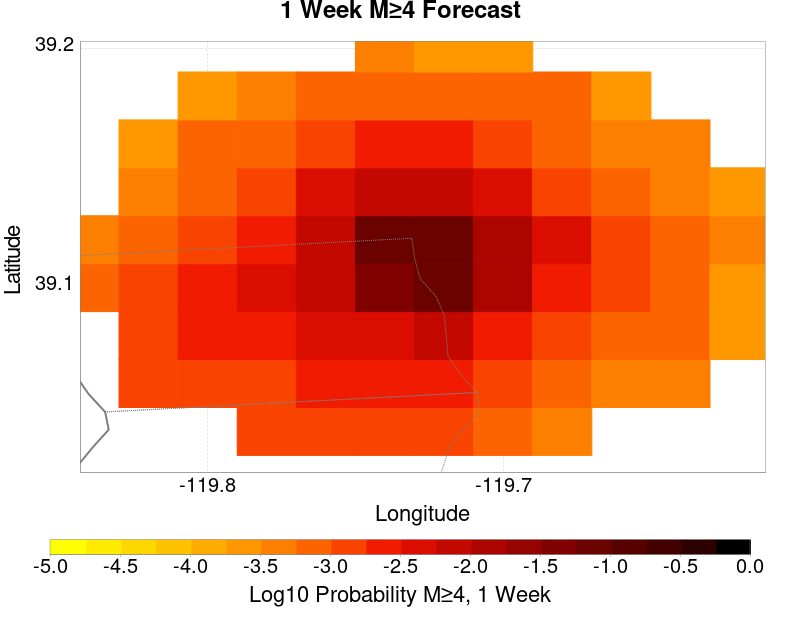 1 Week M≥4 Forecast
39.2
39.1
Latitude
-119.8 -119.7
Longitude
-5.0 -4.5 -4.0 -3.5 -3.0 -2.5 -2.0 -1.5 -1.0 -0.5 0.0
Log10 Probability M≥4, 1 Week